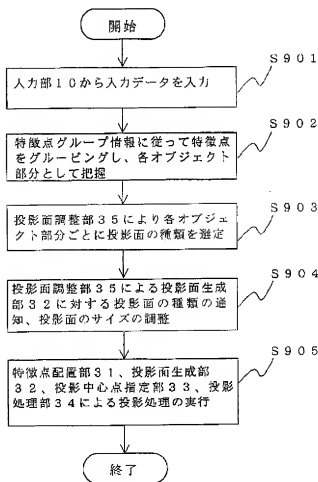 開始
S901
入力部10から入力データを入力
S902
特徴点グループ情報に従って特徴点
をグルーピングし、各オブジェクト
部分として把握
S903
投影面調整部35により各オブジェ
クト部分ごとに投影面の種類を選定
S904
投影面調整部35による投影面生成
部32に対する投影面の種類の通
知、投影面のサイズの調整
S905
特徴点配置部31、投影面生成部
32、投影中心点指定部33、投影
処理部34による投影処理の実行
終了